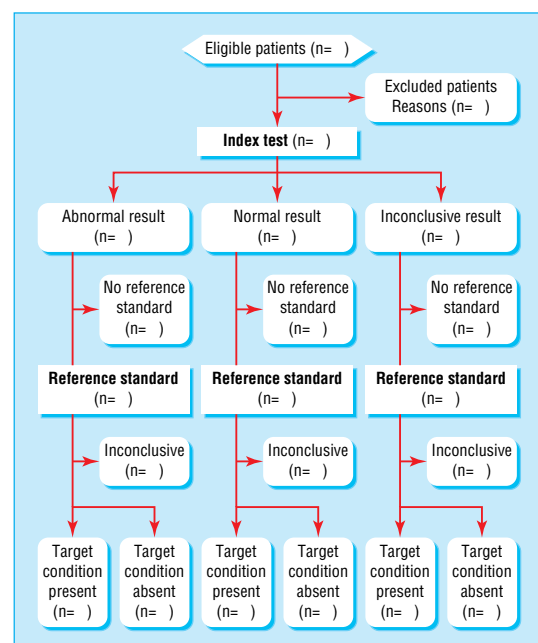 Eligible patients (n=   )
Excluded patients
Reasons (n=   )
Index test (n=   )
Abnormal result
(n=   )
Normal result
(n=   )
Inconclusive result
(n=   )
No reference
standard
(n=   )
No reference
standard
(n=   )
No reference
standard
(n=   )
Reference standard
(n=   )
Reference standard
(n=   )
Reference standard
(n=   )
Inconclusive
(n=   )
Inconclusive
(n=   )
Inconclusive
(n=   )
Target
condition
present
(n=   )
Target
condition
absent
(n=   )
Target
condition
present
(n=   )
Target
condition
absent
(n=   )
Target
condition
present
(n=   )
Target
condition
absent
(n=   )